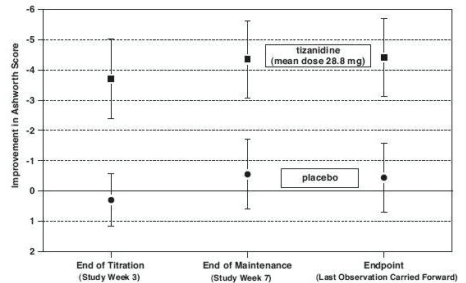 Improvement in Ashworth Score
-6
-5
-4
-3
-2
-1
0
1
2
tizanidine
(mean dose 28.8 mg)
placebo
End of Titration
(Study Week 3)
End of Maintenance
(Study Week 7)
Endpoint
(Last Observation Carried Forward)